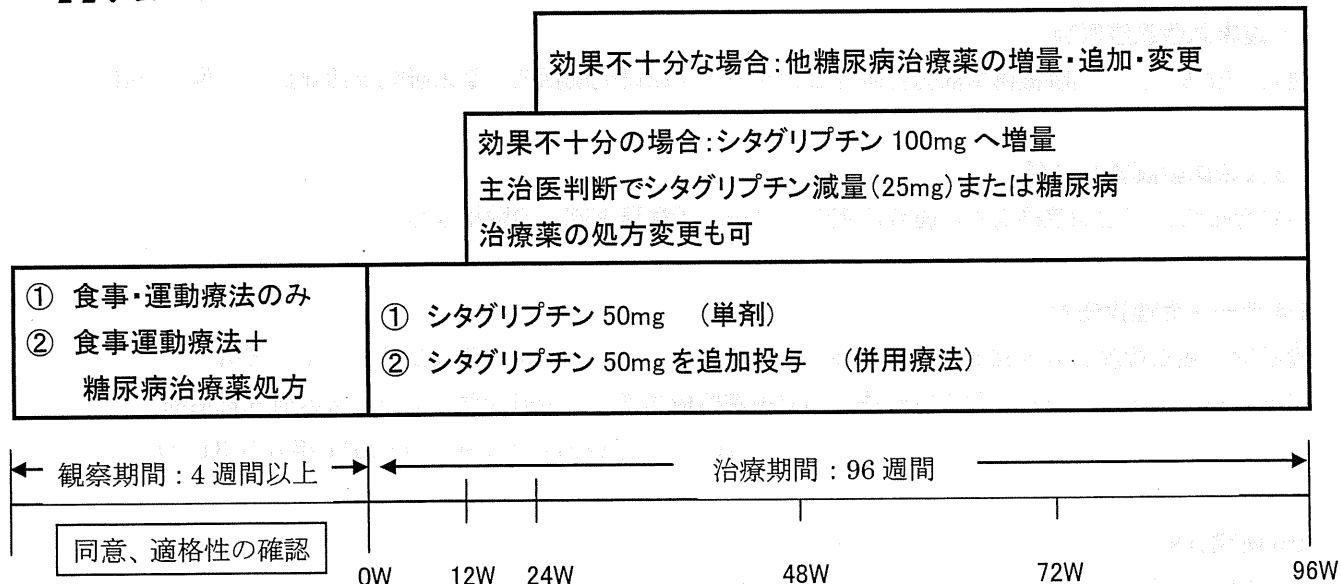 効果不十分な場合:他糖尿病治療薬の増量・追加・変更
効果不十分の場合:シタグリプチン 100mg へ増量
主治医判断でシタグリプチン減量(25mg)または糖尿病
治療薬の処方変更も可
① 食事・運動療法のみ
② 食事運動療法+
糖尿病治療薬処方
① シタグリプチン 50mg (単剤)
② シタグリプチン 50mg を追加投与 (併用療法)
観察期間:4 週間以上
治療期間:96 週間
同意、適格性の確認
0W 12W 24W 48W 72W 96W